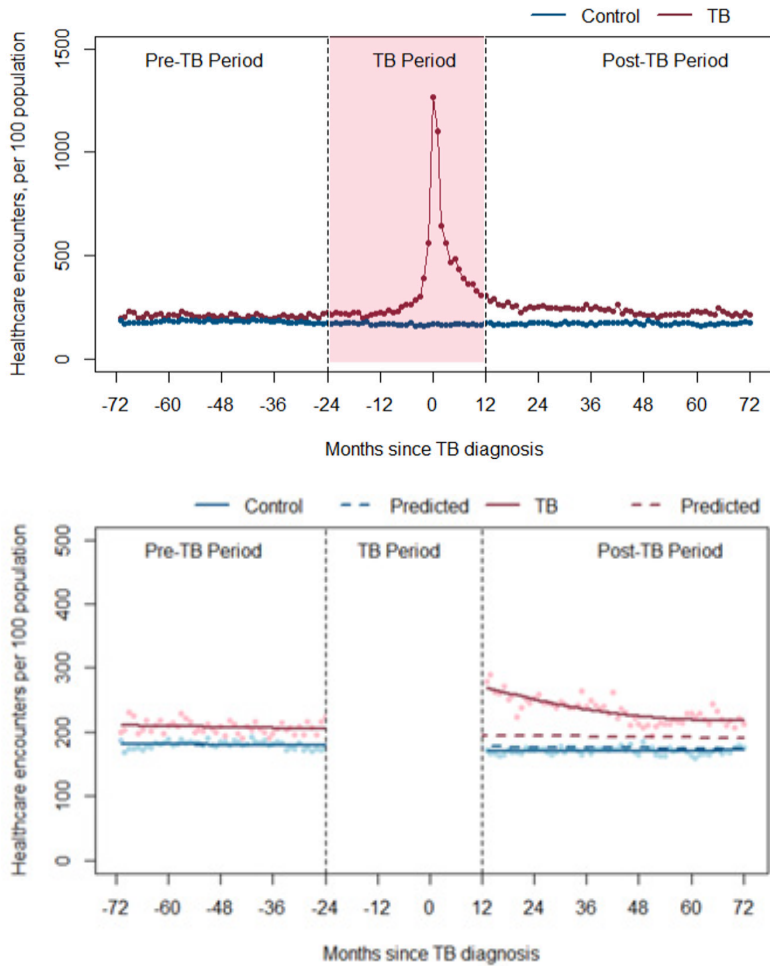 Control TB
Healthcare encounters, per 100 population
1500
1000
500
0
Pre-TB Period TB Period Post-TB Period
-72 -60 -48 -36 -24 -12 0 12 24 36 48 60 72
Months since TB diagnosis
Control Predicted TB Predicted
Healthcare encounters per 100 population
500
400
300
200
100
0
Pre-TB Period TB Period Post-TB Period
-72 -60 -48 -36 -24 -12 0 12 24 36 48 60 72
Months since TB diagnosis